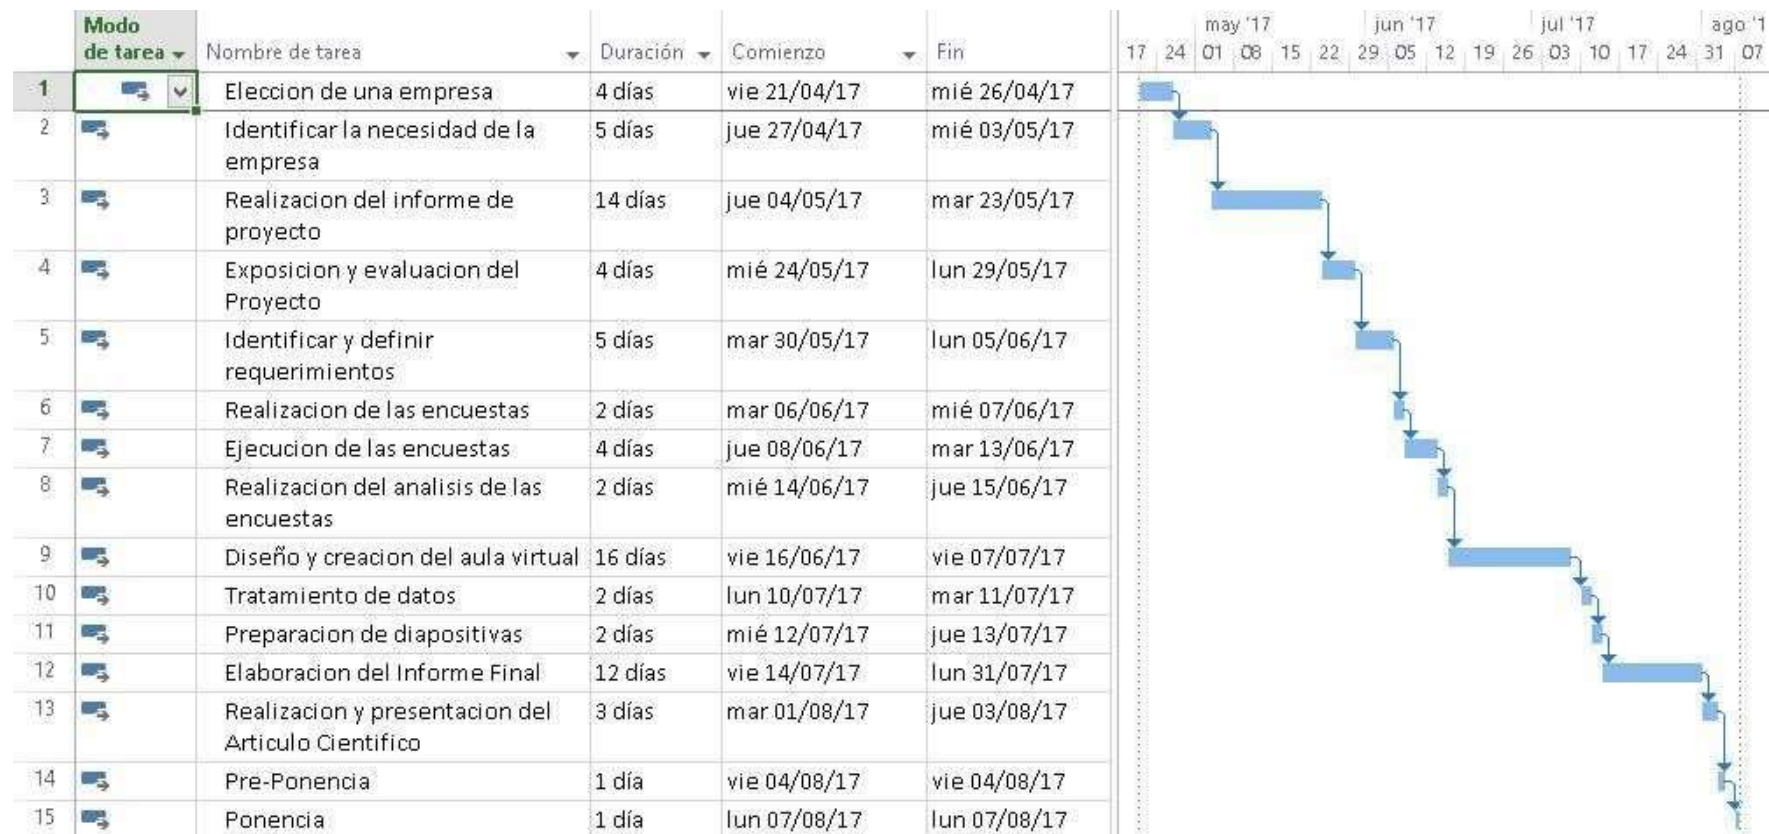 Modo
de tarea Nombre de tarea Duración Comienzo Fin
may '17 jun '17 jul '17 ago '1
17 24 01 08 15 22 29 05 12 19 26 03 10 17 24 31 07
1 Eleccion de una empresa 4 días vie 21/04/17 mié 26/04/17
2 Identificar la necesidad de la 5 días jue 27/04/17 mié 03/05/17
empresa
3 Realizacion del informe de 14 días jue 04/05/17 mar 23/05/17
proyecto
4 Exposicion y evaluacion del 4 días mié 24/05/17 lun 29/05/17
Proyecto
5 Identificar y definir 5 días mar 30/05/17 lun 05/06/17
requerimientos
6 Realizacion de las encuestas 2 días mar 06/06/17 mié 07/06/17
7 Ejecucion de las encuestas 4 días jue 08/06/17 mar 13/06/17
8 Realizacion del analisis de las 2 días mié 14/06/17 jue 15/06/17
encuestas
9 Diseño y creacion del aula virtual 16 días vie 16/06/17 vie 07/07/17
10 Tratamiento de datos 2 días lun 10/07/17 mar 11/07/17
11 Preparacion de diapositivas 2 días mié 12/07/17 jue 13/07/17
12 Elaboracion del Informe Final 12 días vie 14/07/17 lun 31/07/17
13 Realizacion y presentacion del 3 días mar 01/08/17 jue 03/08/17
Articulo Cientifico
14 Pre-Ponencia 1 día vie 04/08/17 vie 04/08/17
15 Ponencia 1 día lun 07/08/17 lun 07/08/17